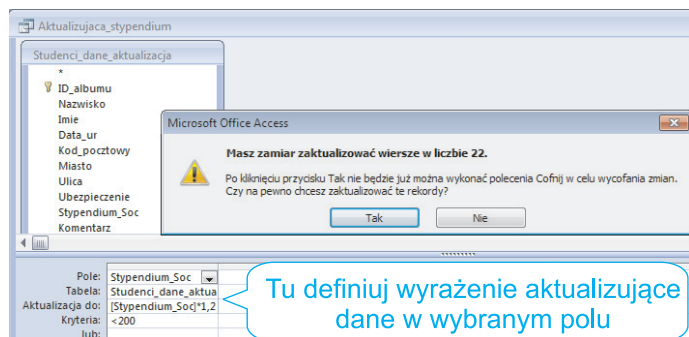 Aktualizujaca_stypendium
Studenci_dane_aktualizacja
*
ID_albumu
Nazwisko
Imie
Data_ur
Kod_pocztowy
Miasto
Ulica
Ubezpieczenie
Stypendium_Soc
Komentarz
Microsoft Office Access
Masz zamiar zaktualizować wiersze w liczbie 22.
Po kliknięciu przycisku Tak nie będzie już można wykonać polecenia Cofnij w celu wycofania zmian.
Czy na pewno chcesz zaktualizować te rekordy?
Tak Nie
Pole: Stypendium_Soc
Tabela: Studenci_dane_aktua
Aktualizacja do: [Stypendium_Soc]*1,2
Kryteria: <200
lub:
Tu definiuj wyrażenie aktualizujące
dane w wybranym polu